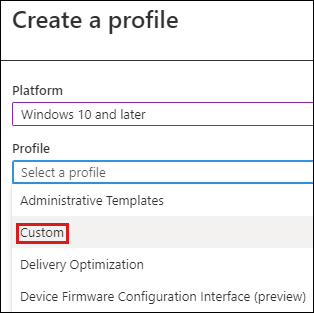 Create a profile
Platform
Windows 10 and later
Profile
Select a profile
Administrative Templates
Custom
Delivery Optimization
Device Firmware Configuration Interface (preview)